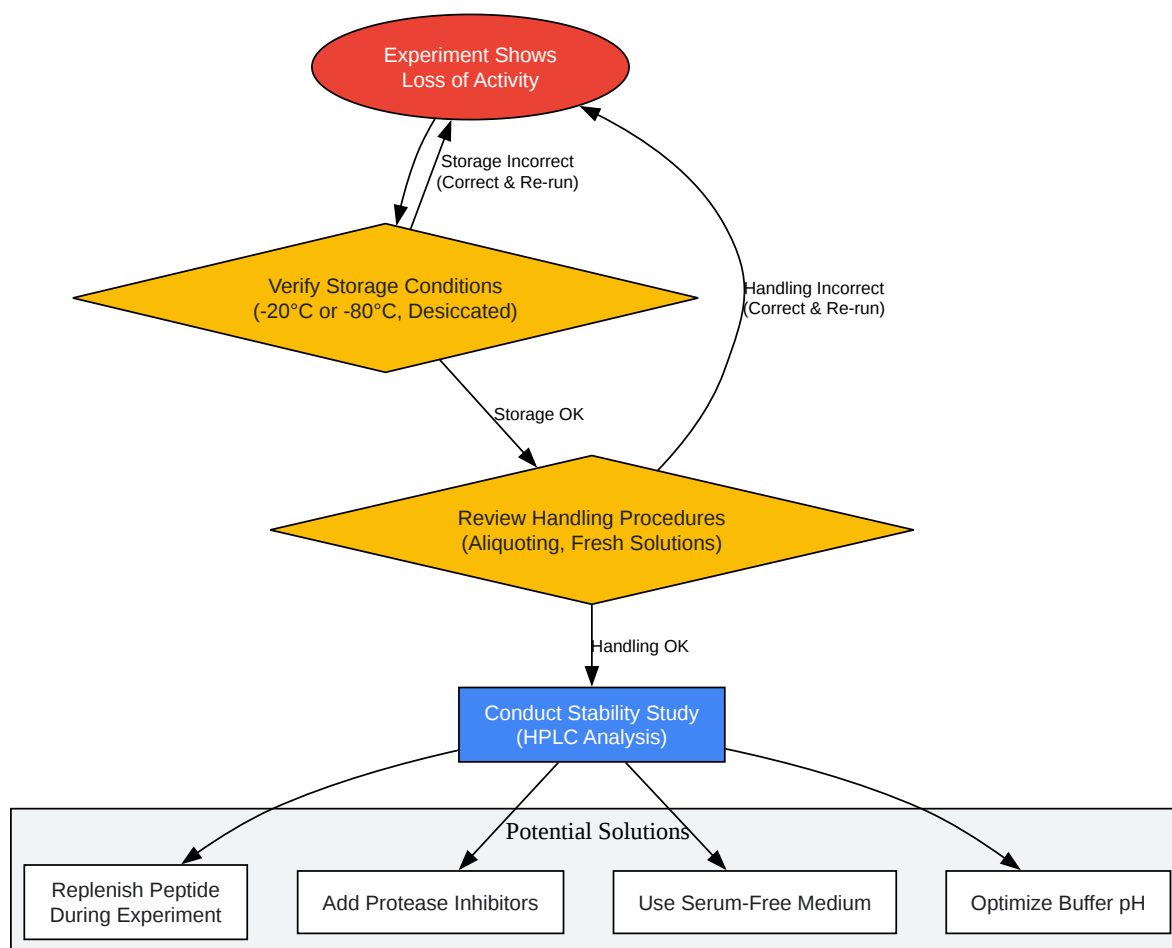 Experiment Shows
Loss of Activity
Storage Incorrect
(Correct & Re-run)
Verify Storage Conditions
(-20°C or -80°C, Desiccated)
Handling Incorrect
(Correct & Re-run)
Storage OK
Review Handling Procedures
(Aliquoting, Fresh Solutions)
Handling OK
Conduct Stability Study
(HPLC Analysis)
Potential Solutions
Replenish Peptide
During Experiment
Add Protease Inhibitors
Use Serum-Free Medium
Optimize Buffer pH